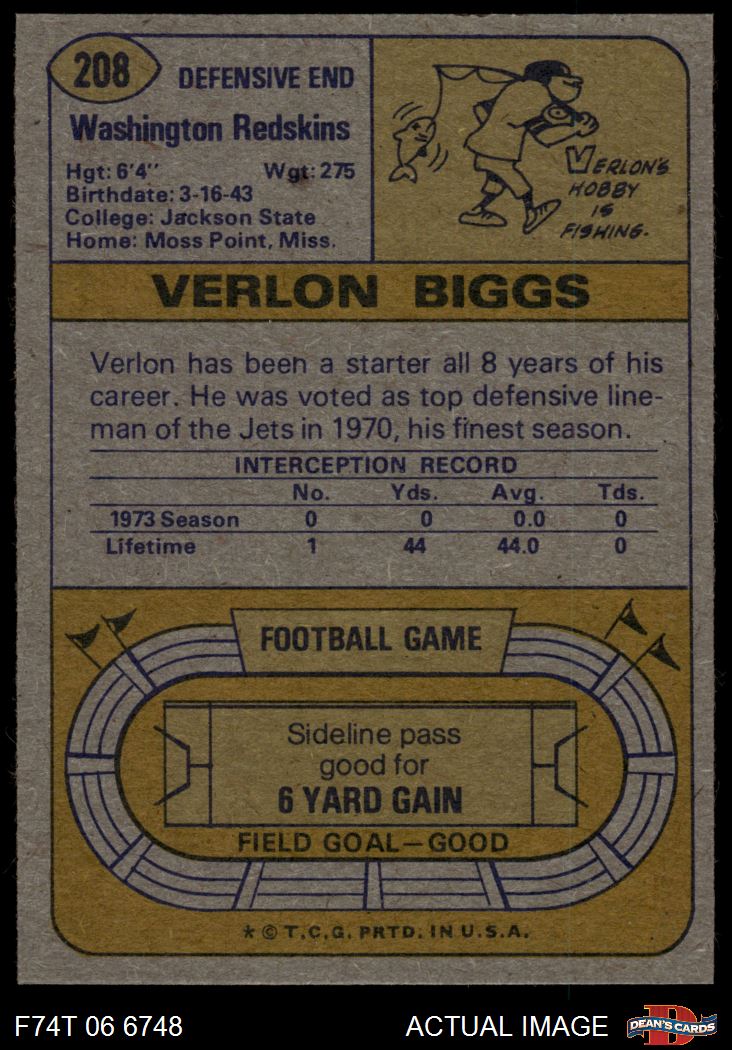 208
DEFENSIVE END
Washington Redskins
Hgt: 6'4" Wgt: 275
Birthdate: 3-16-43
College: Jackson State
Home: Moss Point, Miss.
VERLON'S
HOBBY
IS
FISHING.
VERLON BIGGS
Verlon has been a starter all 8 years of his
career. He was voted as top defensive line-
man of the Jets in 1970, his finest season.
INTERCEPTION RECORD
No. Yds. Avg. Tds.
1973 Season 0 0 0.0 0
Lifetime 1 44 44.0 0
FOOTBALL GAME
Sideline pass
good for
6 YARD GAIN
FIELD GOAL—GOOD
* © T.C.G. PRTD. IN U.S.A.
F74T 06 6748 ACTUAL IMAGE
DEAN'S CARDS